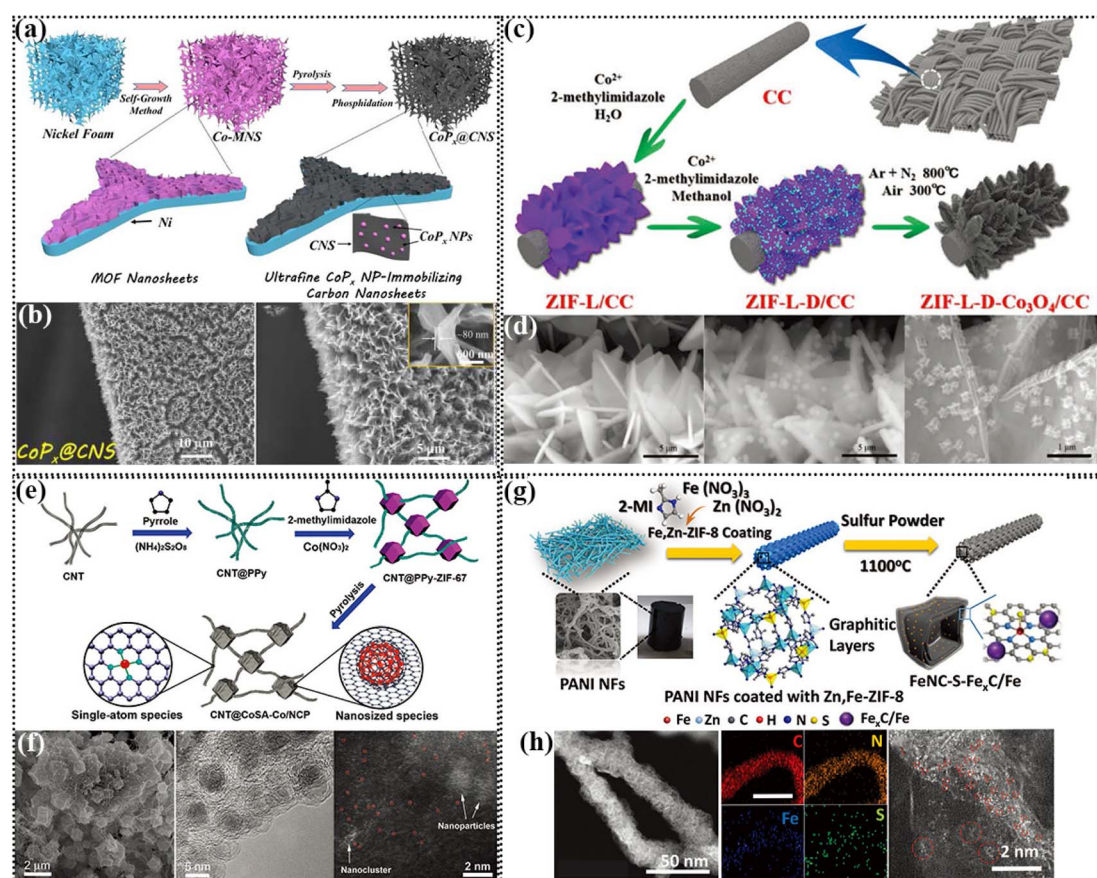 (a)
Nickel Foam
Self-Growth
Method
Co-MNS
Pyrolysis
Phosphidation
CoPₓ@CNS
Ni
CNS
CoPₓ NPs
MOF Nanosheets
Ultrafine CoPₓ NP-Immobilizing
Carbon Nanosheets
(b)
CoPₓ@CNS
10 μm
5 μm
~80 nm
(c)
CC
Co²⁺
2-methylimidazole
H₂O
Co²⁺
2-methylimidazole
Methanol
Ar + N₂ 800℃
Air 300℃
ZIF-L/CC
ZIF-L-D/CC
ZIF-L-D-Co₃O₄/CC
(d)
5 μm
5 μm
1 μm
(e)
CNT
Pyrrole
(NH₄)₂S₂O₈
CNT@PPy
2-methylimidazole
Co(NO₃)₂
CNT@PPy-ZIF-67
Pyrolysis
Single-atom species
CNT@CoSA-Co/NCP
Nanosized species
(f)
2 μm
5 nm
Nanoparticles
Nanocluster
2 nm
(g)
2-MI
Fe (NO₃)₃
Zn (NO₃)₂
Fe,Zn-ZIF-8 Coating
Sulfur Powder
1100°C
PANI NFs
Graphitic
Layers
FeNC-S-FeₓC/Fe
PANI NFs coated with Zn,Fe-ZIF-8
Fe Zn C H N S FeₓC/Fe
(h)
50 nm
C
N
Fe
S
2 nm